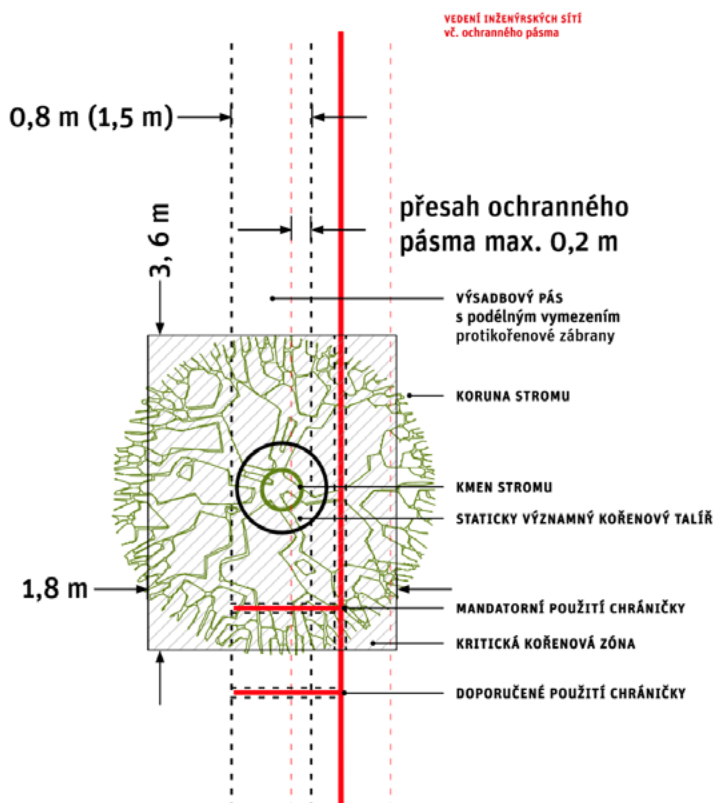 VEDENÍ INŽENÝRSKÝCH SÍTÍ
vč. ochranného pásma
0,8 m (1,5 m)
přesah ochranného
pásma max. 0,2 m
3, 6 m
VÝSADBOVÝ PÁS
s podélným vymezením
protikořenové zábrany
KORUNA STROMU
KMEN STROMU
STATICKY VÝZNAMNÝ KOŘENOVÝ TALÍŘ
1,8 m
MANDATORNÍ POUŽITÍ CHRÁNIČKY
KRITICKÁ KOŘENOVÁ ZÓNA
DOPORUČENÉ POUŽITÍ CHRÁNIČKY